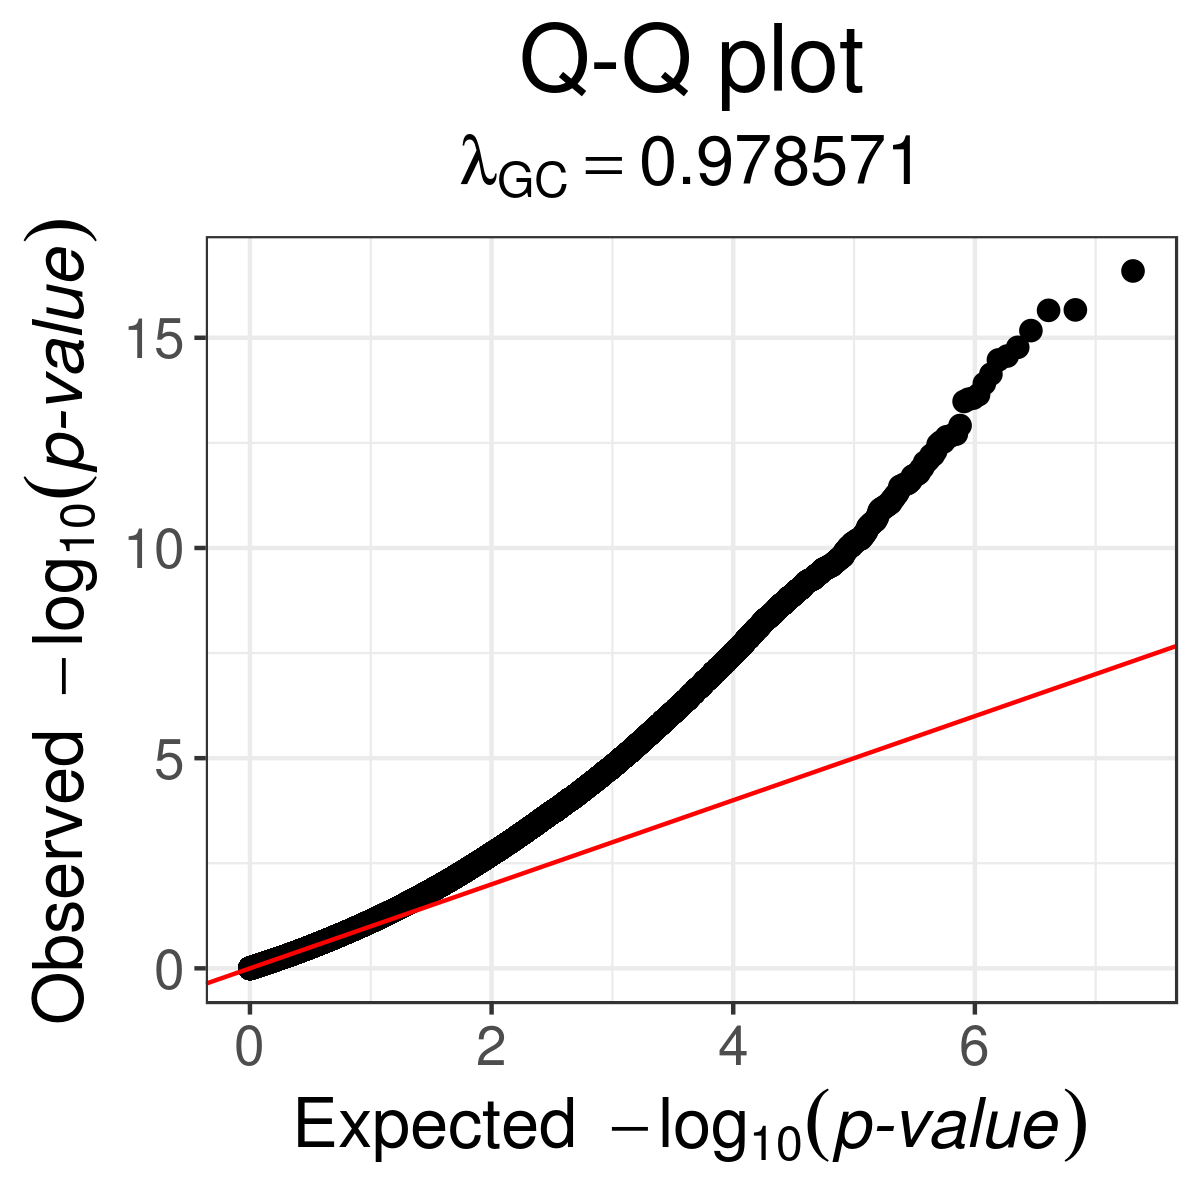 Q-Q plot
λGC = 0.978571
Observed −log10(p-value)
15
10
5
0
0 2 4 6
Expected −log10(p-value)